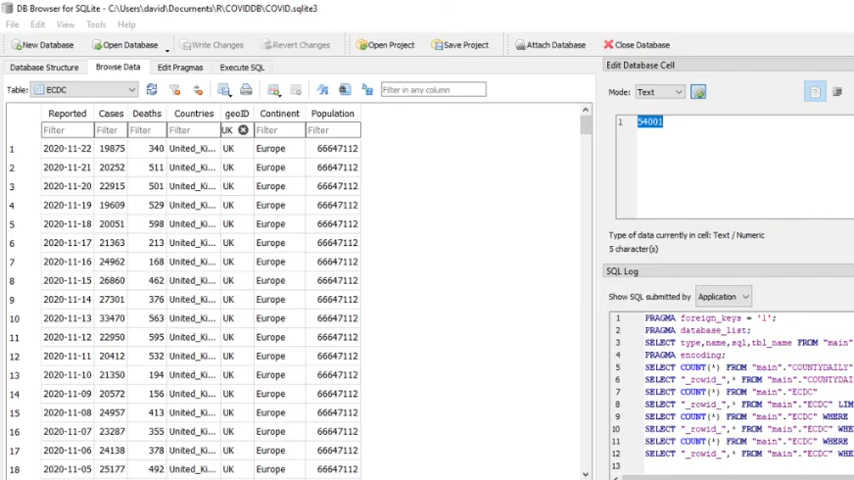 DB Browser for SQLite - C:\Users\david\Documents\R\COVIDDB\COVID.sqlite3
File Edit View Tools Help
New Database Open Database Write Changes Revert Changes Open Project Save Project Attach Database Close Database
Database Structure Browse Data Edit Pragmas Execute SQL
Edit Database Cell
Table: ECDC Filter in any column
Mode: Text
Reported Cases Deaths Countries geoID Continent Population
Filter Filter Filter Filter UK Filter Filter
1 54001
1 2020-11-22 19875 340 United_Ki... UK Europe 66647112
2 2020-11-21 20252 511 United_Ki... UK Europe 66647112
3 2020-11-20 22915 501 United_Ki... UK Europe 66647112
4 2020-11-19 19609 529 United_Ki... UK Europe 66647112
5 2020-11-18 20051 598 United_Ki... UK Europe 66647112
6 2020-11-17 21363 213 United_Ki... UK Europe 66647112
7 2020-11-16 24962 168 United_Ki... UK Europe 66647112
8 2020-11-15 26860 462 United_Ki... UK Europe 66647112
9 2020-11-14 27301 376 United_Ki... UK Europe 66647112
10 2020-11-13 33470 563 United_Ki... UK Europe 66647112
11 2020-11-12 22950 595 United_Ki... UK Europe 66647112
12 2020-11-11 20412 532 United_Ki... UK Europe 66647112
13 2020-11-10 21350 194 United_Ki... UK Europe 66647112
14 2020-11-09 20572 156 United_Ki... UK Europe 66647112
15 2020-11-08 24957 413 United_Ki... UK Europe 66647112
16 2020-11-07 23287 355 United_Ki... UK Europe 66647112
17 2020-11-06 24138 378 United_Ki... UK Europe 66647112
18 2020-11-05 25177 492 United_Ki... UK Europe 66647112
Type of data currently in cell: Text / Numeric
5 character(s)
SQL Log
Show SQL submitted by Application
1 PRAGMA foreign_keys = '1';
2 PRAGMA database_list;
3 SELECT type,name,sql,tbl_name FROM "main"
4 PRAGMA encoding;
5 SELECT COUNT(*) FROM "main"."COUNTYDAILY"
6 SELECT "_rowid_",* FROM "main"."COUNTYDAI
7 SELECT COUNT(*) FROM "main"."ECDC"
8 SELECT "_rowid_",* FROM "main"."ECDC" LIM
9 SELECT COUNT(*) FROM "main"."ECDC" WHERE
10 SELECT "_rowid_",* FROM "main"."ECDC" WHE
11 SELECT COUNT(*) FROM "main"."ECDC" WHERE
12 SELECT "_rowid_",* FROM "main"."ECDC" WHE
13